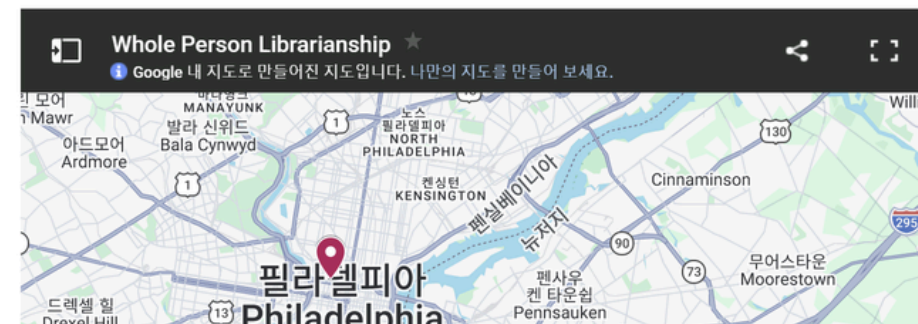 Whole Person Librarianship
Google 내 지도로 만들어진 지도입니다. 나만의 지도를 만들어 보세요.
모어
Mawr
MANAYUNK
발라 신위드
Bala Cynwyd
아드모어
Ardmore
1
1
노스
필라델피아
NORTH
PHILADELPHIA
130
Will
켄싱턴
KENSINGTON
펜실베이니아
뉴저지
Cinnaminson
295
90
73
무어스타운
Moorestown
필라델피아
Philadelphia
펜사우
켄 타운쉽
Pennsauken
드렉셀 힐
Drexel Hill
13